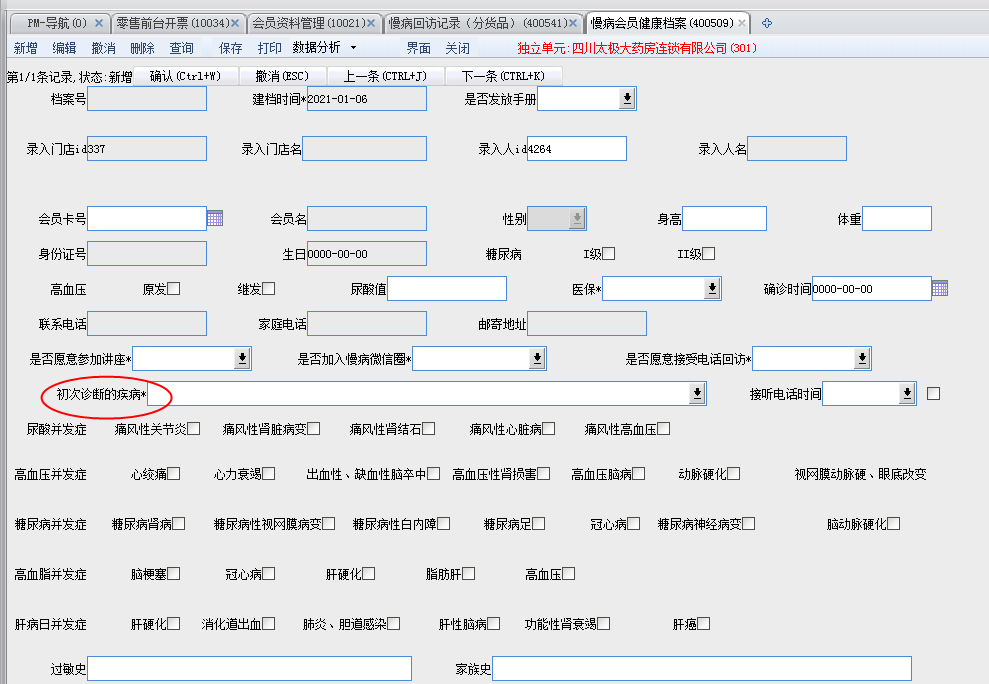 PM-导航(0) × 零售前台开票(10034)× 会员资料管理(10021)× 慢病回访记录（分货品）(400541)× 慢病会员健康档案(400509) ×
新增 编辑 撤消 删除 查询 保存 打印 数据分析 界面 关闭 独立单元:四川太极大药房连锁有限公司(301)
第1/1条记录,状态:新增 确认(Ctrl+W) 撤消(ESC) 上一条(CTRL+J) 下一条(CTRL+K)
档案号 建档时间*2021-01-06 是否发放手册
录入门店id337 录入门店名 录入人id4264 录入人名
会员卡号 会员名 性别 身高 体重
身份证号 生日0000-00-00 糖尿病 I级 II级
高血压 原发 继发 尿酸值 医保* 确诊时间0000-00-00
联系电话 家庭电话 邮寄地址
是否愿意参加讲座* 是否加入慢病微信圈* 是否愿意接受电话回访*
初次诊断的疾病* 接听电话时间
尿酸并发症 痛风性关节炎 痛风性肾脏病变 痛风性肾结石 痛风性心脏病 痛风性高血压
高血压并发症 心绞痛 心力衰竭 出血性、缺血性脑卒中 高血压性肾损害 高血压脑病 动脉硬化 视网膜动脉硬、眼底改变
糖尿病并发症 糖尿病肾病 糖尿病性视网膜病变 糖尿病性白内障 糖尿病足 冠心病 糖尿病神经病变 脑动脉硬化
高血脂并发症 脑梗塞 冠心病 肝硬化 脂肪肝 高血压
肝病日并发症 肝硬化 消化道出血 肺炎、胆道感染 肝性脑病 功能性肾衰竭 肝癌
过敏史 家族史